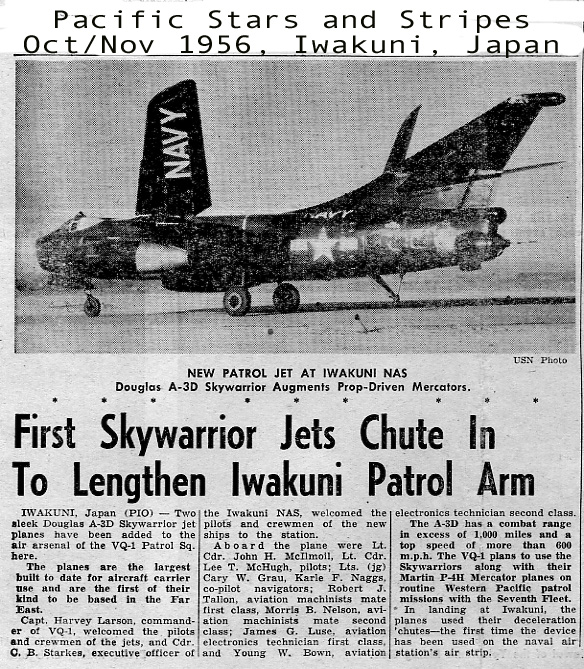 Pacific Stars and Stripes
Oct/Nov 1956, Iwakuni, Japan
NAVY
NAVY
USN Photo
NEW PATROL JET AT IWAKUNI NAS
Douglas A-3D Skywarrior Augments Prop-Driven Mercators.
* * * * * * * *
First Skywarrior Jets Chute In
To Lengthen Iwakuni Patrol Arm
IWAKUNI, Japan (PIO) — Two
sleek Douglas A-3D Skywarrior jet
planes have been added to the
air arsenal of the VQ-1 Patrol Sq.
here.
The planes are the largest
built to date for aircraft carrier
use and are the first of their
kind to be based in the Far
East.
Capt. Harvey Larson, command-
er of VQ-1, welcomed the pilots
and crewmen of the jets, and Cdr.
C. B. Starkes, executive officer of
the Iwakuni NAS, welcomed the
pilots and crewmen of the new
ships to the station.
Aboard the plane were Lt.
Cdr. John H. McImoil, Lt. Cdr.
Lee T. McHugh, pilots; Lts. (jg)
Cary W. Grau, Karle F. Naggs,
co-pilot navigators; Robert J.
Tallon, aviation machinists mate
first class, Morris B. Nelson, avi-
ation machinists mate second
class; James G. Luse, aviation
electronics technician first class,
and Young W. Bown, aviation
electronics technician second class.
The A-3D has a combat range
in excess of 1,000 miles and a
top speed of more than 600
m.p.h. The VQ-1 plans to use the
Skywarriors along with their
Martin P-4H Mercator planes on
routine Western Pacific patrol
missions with the Seventh Fleet.
In landing at Iwakuni, the
planes used their deceleration
chutes—the first time the device
has been used on the naval air
station's air strip.